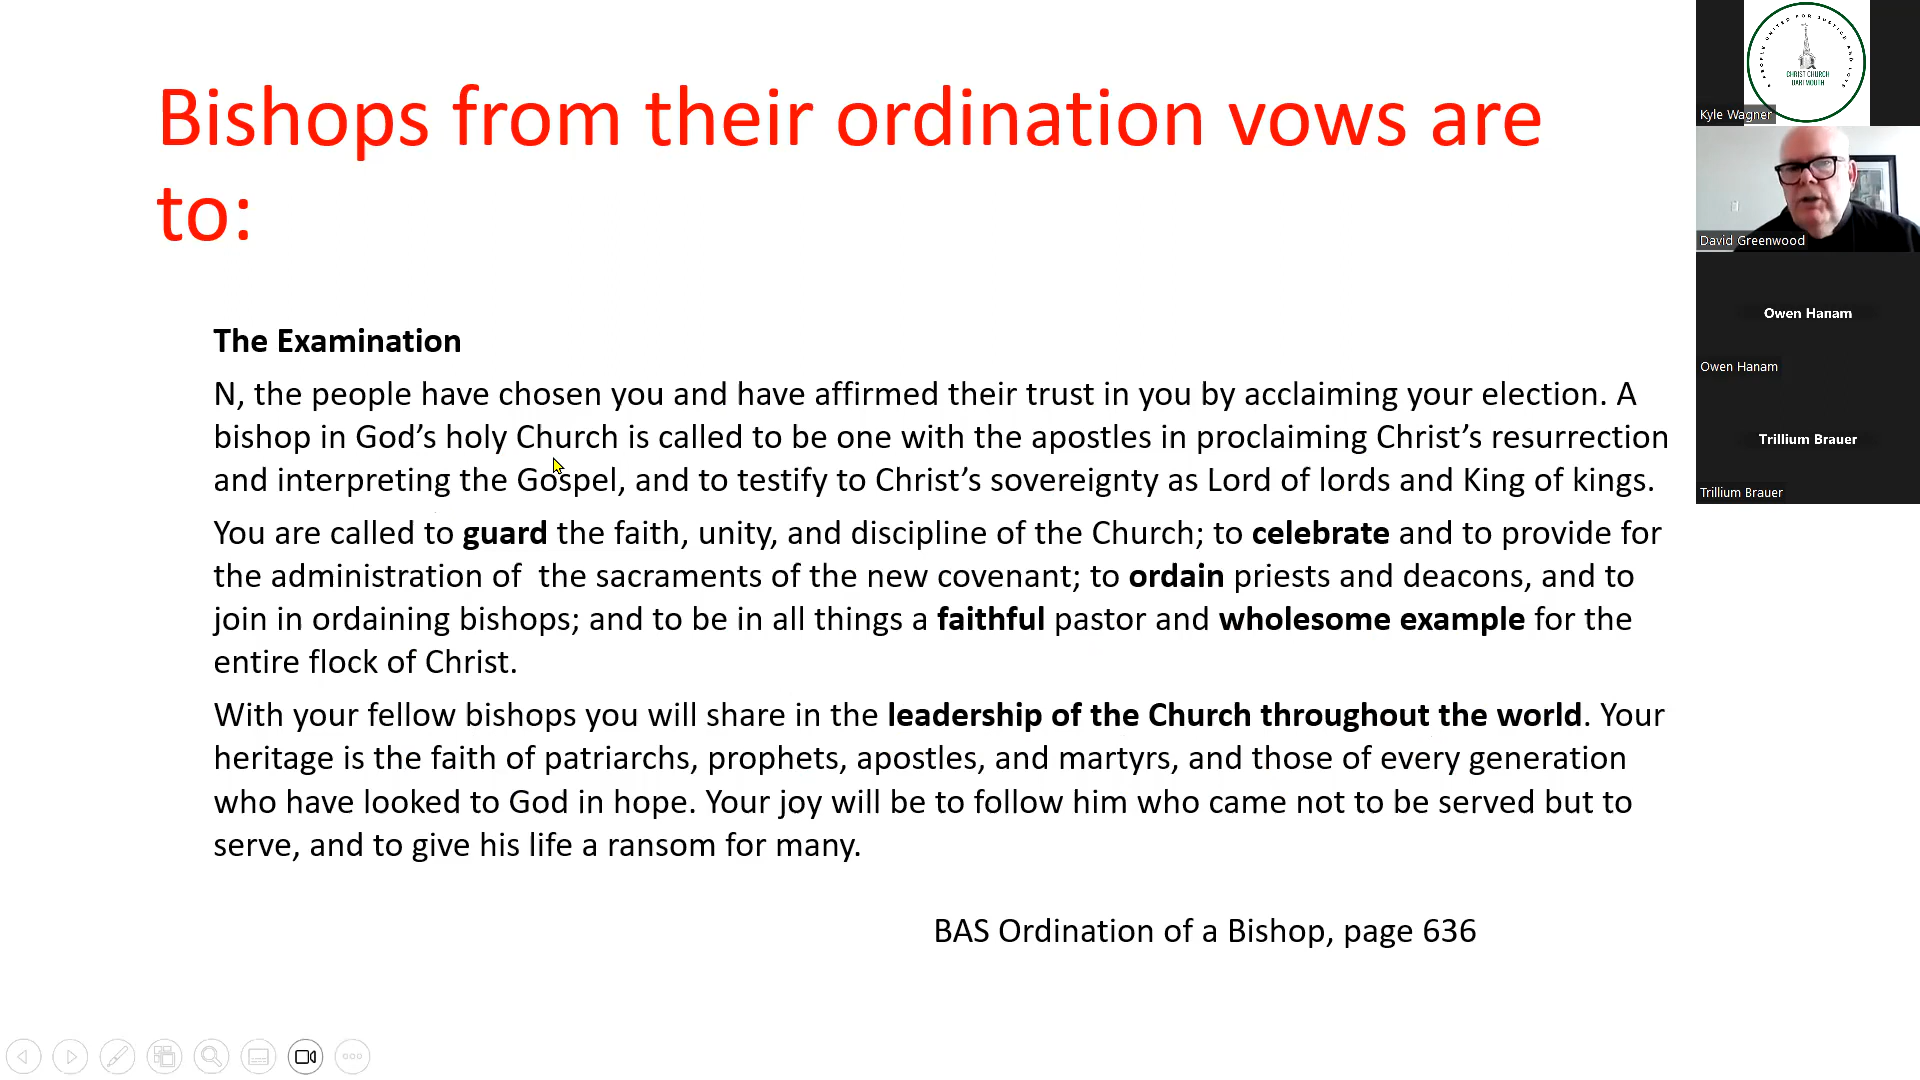 Bishops from their ordination vows are
to:
The Examination
N, the people have chosen you and have affirmed their trust in you by acclaiming your election. A
bishop in God’s holy Church is called to be one with the apostles in proclaiming Christ’s resurrection
and interpreting the Gospel, and to testify to Christ’s sovereignty as Lord of lords and King of kings.
You are called to guard the faith, unity, and discipline of the Church; to celebrate and to provide for
the administration of  the sacraments of the new covenant; to ordain priests and deacons, and to
join in ordaining bishops; and to be in all things a faithful pastor and wholesome example for the
entire flock of Christ.
With your fellow bishops you will share in the leadership of the Church throughout the world. Your
heritage is the faith of patriarchs, prophets, apostles, and martyrs, and those of every generation
who have looked to God in hope. Your joy will be to follow him who came not to be served but to
serve, and to give his life a ransom for many.
BAS Ordination of a Bishop, page 636
PEOPLE UNITED FOR JUSTICE AND LOVE
CHRIST CHURCH
DARTMOUTH
Kyle Wagner
David Greenwood
Owen Hanam
Owen Hanam
Trillium Brauer
Trillium Brauer